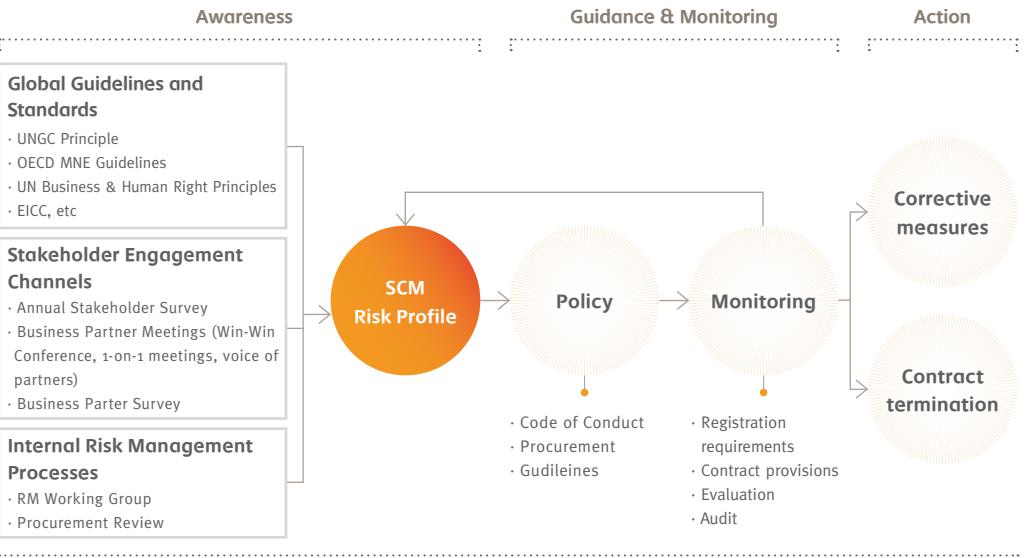 Awareness
Guidance & Monitoring
Action
Global Guidelines and
Standards
· UNGC Principle
· OECD MNE Guidelines
· UN Business & Human Right Principles
· EICC, etc
Stakeholder Engagement
Channels
· Annual Stakeholder Survey
· Business Partner Meetings (Win-Win
Conference, 1-on-1 meetings, voice of
partners)
· Business Parter Survey
Internal Risk Management
Processes
· RM Working Group
· Procurement Review
SCM
Risk Profile
Policy
· Code of Conduct
· Procurement
· Gudileines
Monitoring
· Registration
requirements
· Contract provisions
· Evaluation
· Audit
Corrective
measures
Contract
termination